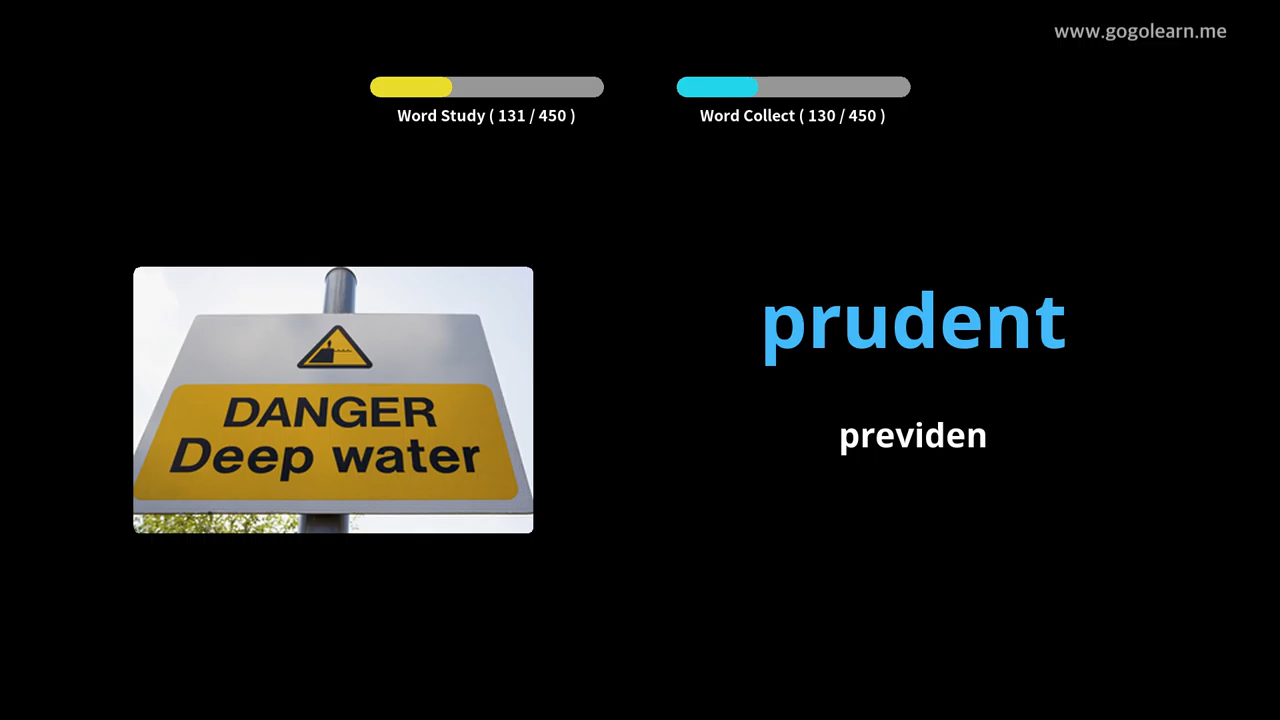 www.gogolearn.me
Word Study ( 131 / 450 )
Word Collect ( 130 / 450 )
DANGER
Deep water
prudent
previden